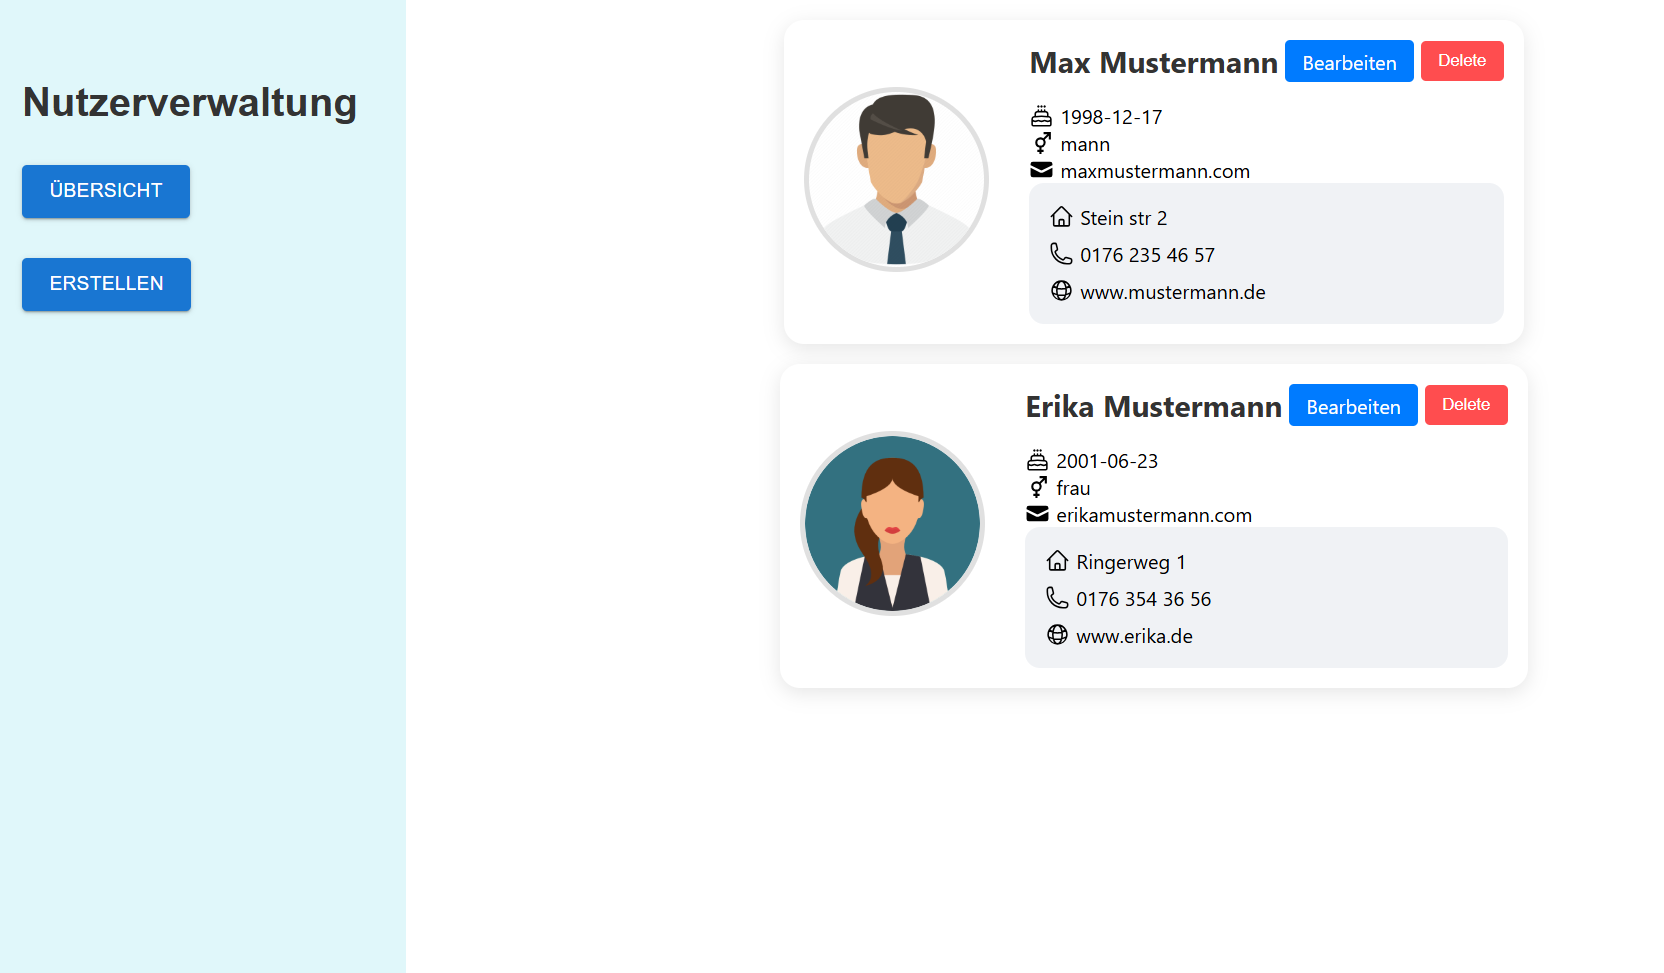 Nutzerverwaltung
ÜBERSICHT
ERSTELLEN
Max Mustermann Bearbeiten Delete
1998-12-17
mann
maxmustermann.com
Stein str 2
0176 235 46 57
www.mustermann.de
Erika Mustermann Bearbeiten Delete
2001-06-23
frau
erikamustermann.com
Ringerweg 1
0176 354 36 56
www.erika.de